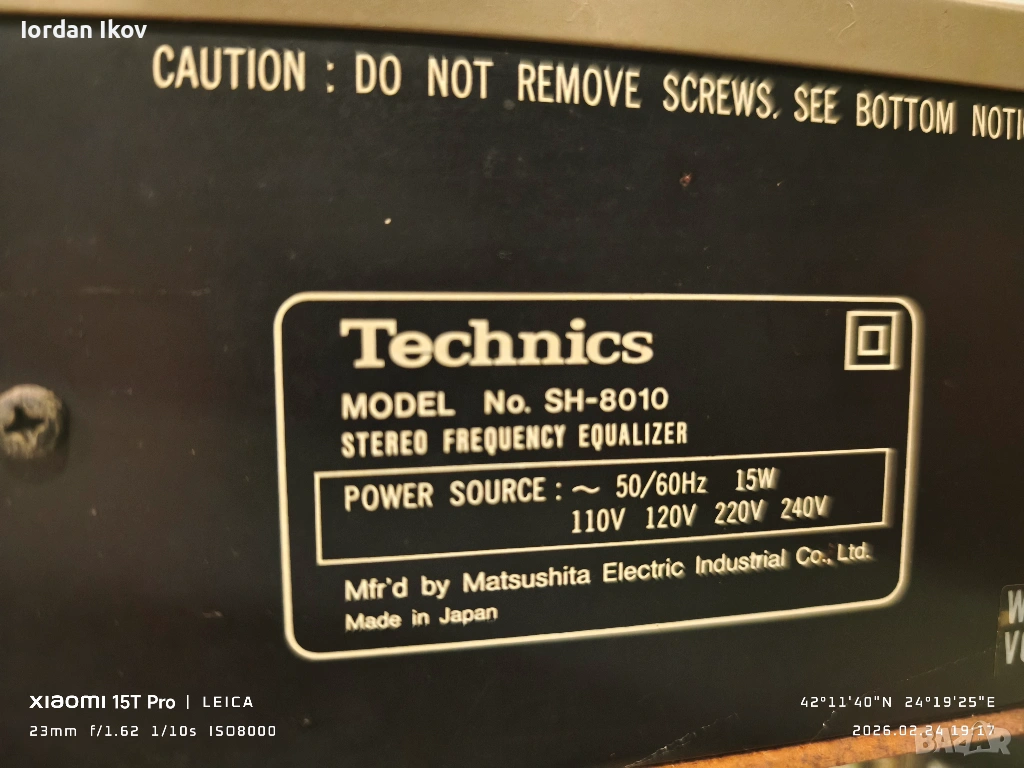 Iordan Ikov
CAUTION : DO NOT REMOVE SCREWS. SEE BOTTOM NOTI
Technics
MODEL No. SH-8010
STEREO FREQUENCY EQUALIZER
POWER SOURCE : ~ 50/60Hz 15W
110V 120V 220V 240V
Mfr'd by Matsushita Electric Industrial Co., Ltd.
Made in Japan
XIAOMI 15T Pro | LEICA
42°11'40"N 24°19'25"E
23mm f/1.62 1/10s ISO8000
2026.02.24 19:17
BAZAR